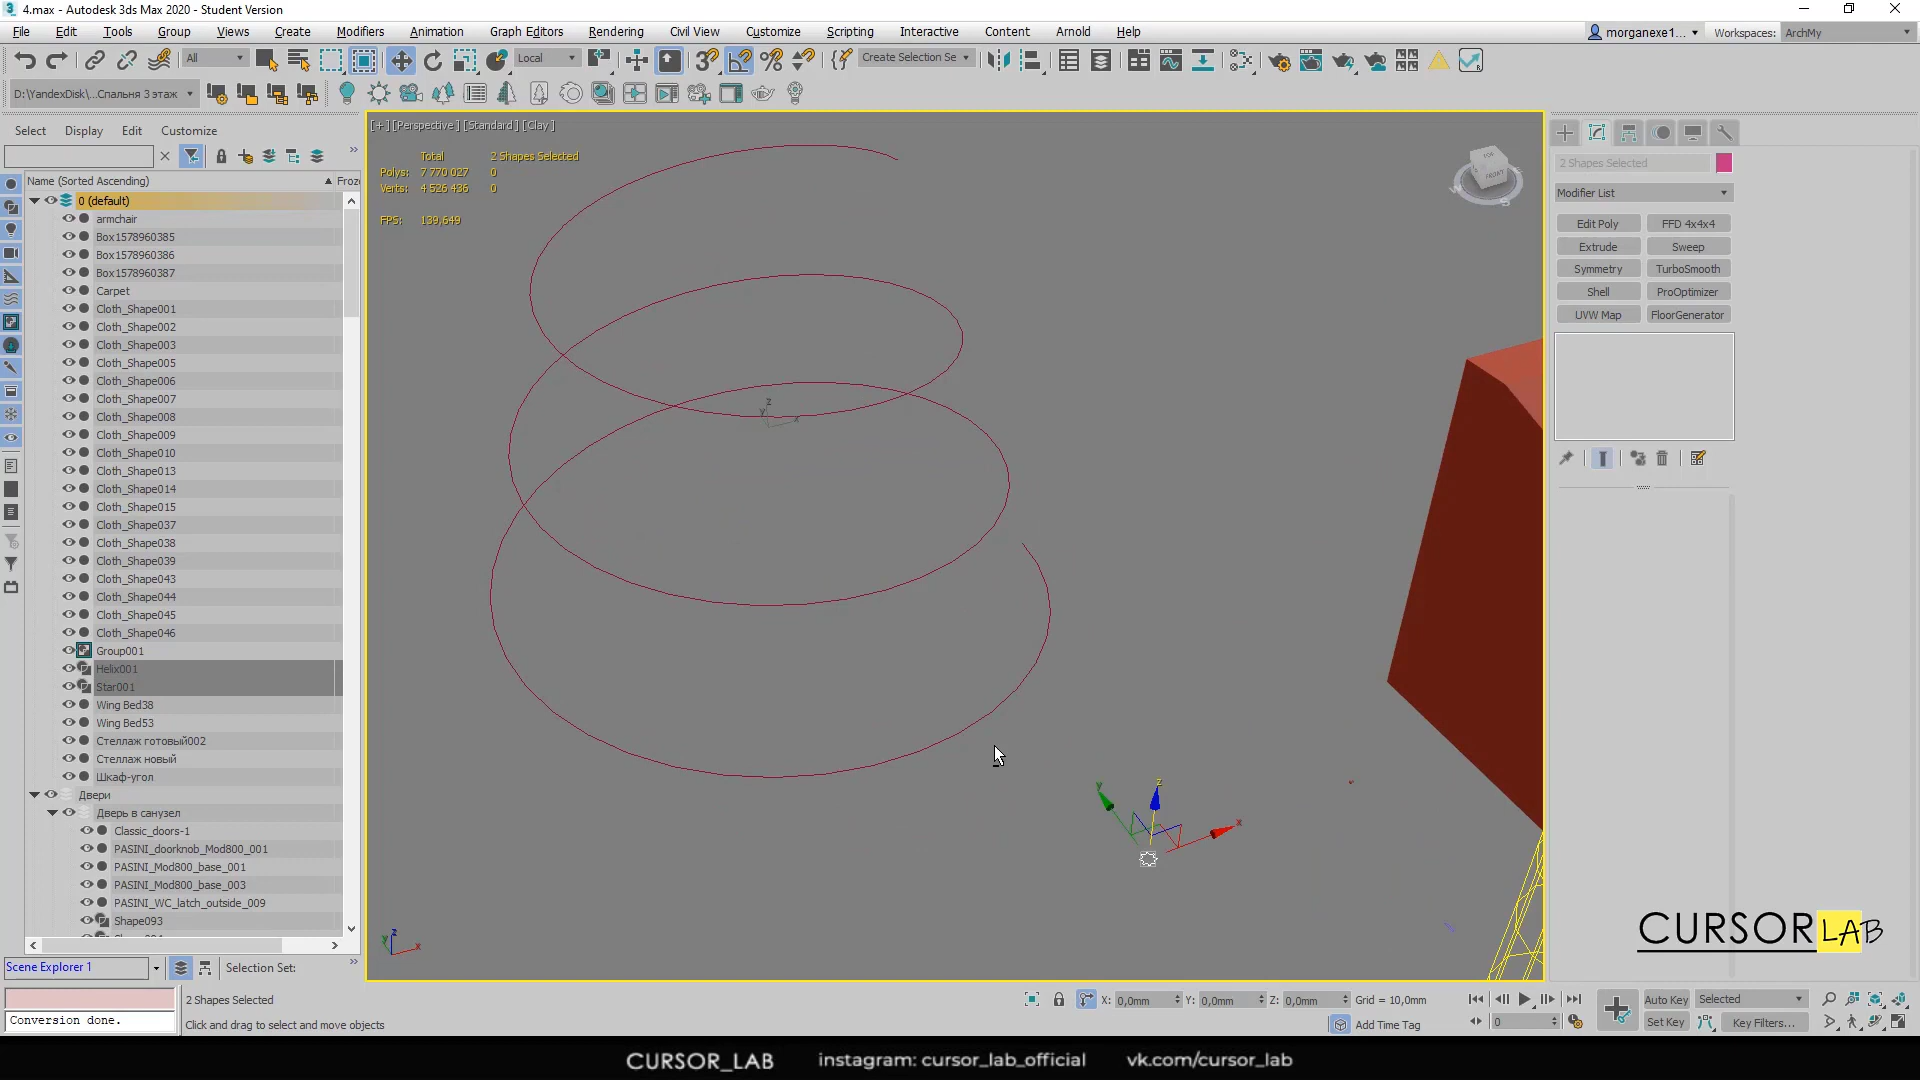 4.max - Autodesk 3ds Max 2020 - Student Version
File Edit Tools Group Views Create Modifiers Animation Graph Editors Rendering Civil View Customize Scripting Interactive Content Arnold Help
morganexe1... Workspaces: ArchMy
All Local Create Selection Se
D:\YandexDisk\...Спальня 3 этаж
Select Display Edit Customize
Name (Sorted Ascending) Froze
0 (default)
armchair
Box1578960385
Box1578960386
Box1578960387
Carpet
Cloth_Shape001
Cloth_Shape002
Cloth_Shape003
Cloth_Shape005
Cloth_Shape006
Cloth_Shape007
Cloth_Shape008
Cloth_Shape009
Cloth_Shape010
Cloth_Shape013
Cloth_Shape014
Cloth_Shape015
Cloth_Shape037
Cloth_Shape038
Cloth_Shape039
Cloth_Shape043
Cloth_Shape044
Cloth_Shape045
Cloth_Shape046
Group001
Helix001
Star001
Wing Bed38
Wing Bed53
Стеллаж готовый002
Стеллаж новый
Шкаф-угол
Двери
Дверь в санузел
Classic_doors-1
PASINI_doorknob_Mod800_001
PASINI_Mod800_base_001
PASINI_Mod800_base_003
PASINI_WC_latch_outside_009
Shape093
Scene Explorer 1 Selection Set:
[+] [Perspective] [Standard] [Clay]
Total 2 Shapes Selected
Polys: 7 770 027 0
Verts: 4 526 436 0
FPS: 139,649
z
y
x
y
z
x
z
y
x
TOP
FRONT
S
2 Shapes Selected
Modifier List
Edit Poly FFD 4x4x4
Extrude Sweep
Symmetry TurboSmooth
Shell ProOptimizer
UVW Map FloorGenerator
CURSOR LAB
2 Shapes Selected
Click and drag to select and move objects
Conversion done.
X: 0,0mm Y: 0,0mm Z: 0,0mm Grid = 10,0mm
Add Time Tag
0
Auto Key Selected
Set Key Key Filters...
CURSOR_LAB instagram: cursor_lab_official vk.com/cursor_lab